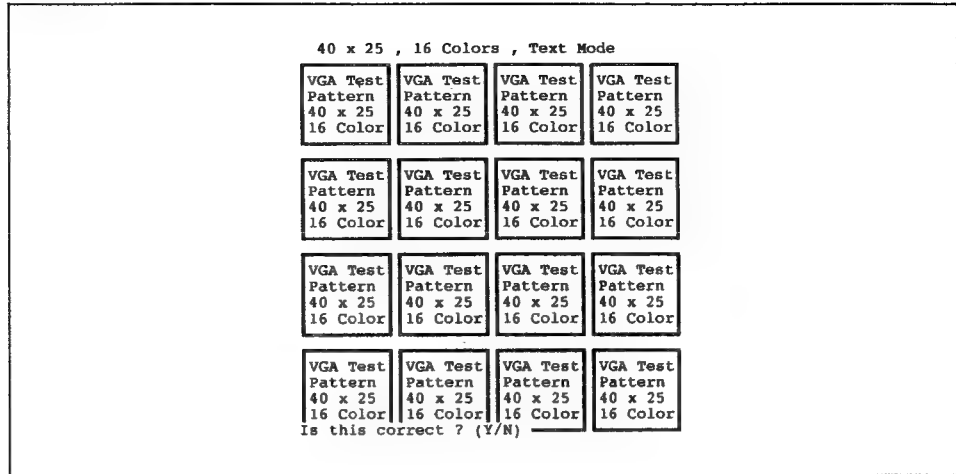 40 x 25 , 16 Colors , Text Mode
VGA Test VGA Test VGA Test VGA Test
Pattern Pattern Pattern Pattern
40 x 25 40 x 25 40 x 25 40 x 25
16 Color 16 Color 16 Color 16 Color
VGA Test VGA Test VGA Test VGA Test
Pattern Pattern Pattern Pattern
40 x 25 40 x 25 40 x 25 40 x 25
16 Color 16 Color 16 Color 16 Color
VGA Test VGA Test VGA Test VGA Test
Pattern Pattern Pattern Pattern
40 x 25 40 x 25 40 x 25 40 x 25
16 Color 16 Color 16 Color 16 Color
VGA Test VGA Test VGA Test VGA Test
Pattern Pattern Pattern Pattern
40 x 25 40 x 25 40 x 25 40 x 25
16 Color 16 Color 16 Color 16 Color
Is this correct ? (Y/N)